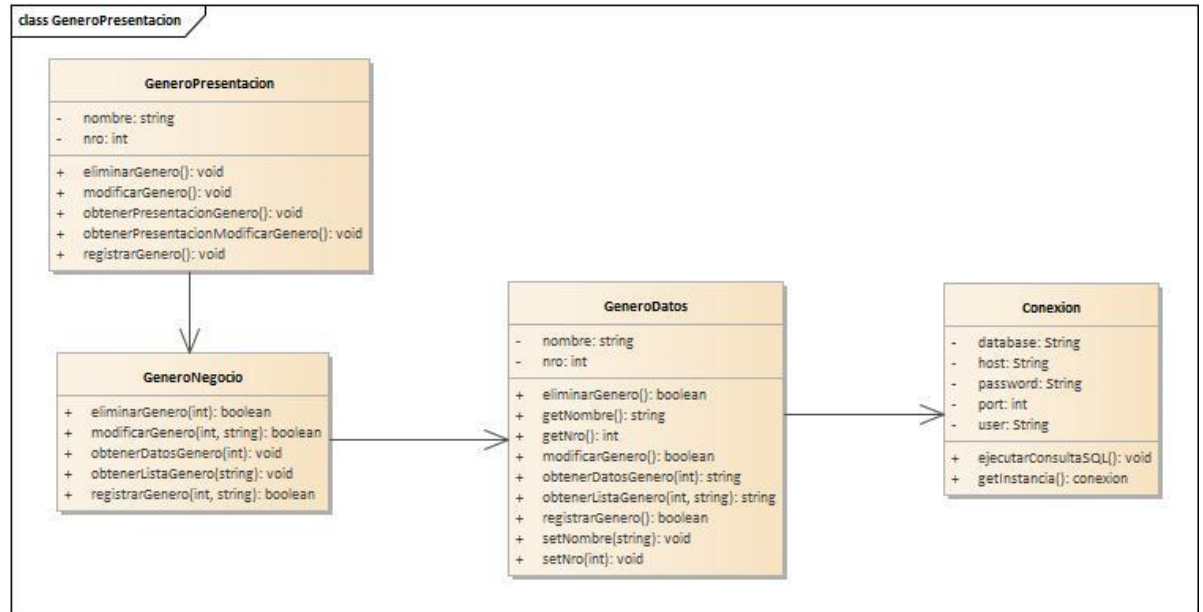 class GeneroPresentacion
GeneroPresentacion
- nombre: string
- nro: int
+ eliminarGenero(): void
+ modificarGenero(): void
+ obtenerPresentacionGenero(): void
+ obtenerPresentacionModificarGenero(): void
+ registrarGenero(): void
GeneroNegocio
+ eliminarGenero(int): boolean
+ modificarGenero(int, string): boolean
+ obtenerDatosGenero(int): void
+ obtenerListaGenero(string): void
+ registrarGenero(int, string): boolean
GeneroDatos
- nombre: string
- nro: int
+ eliminarGenero(): boolean
+ getNombre(): string
+ getNro(): int
+ modificarGenero(): boolean
+ obtenerDatosGenero(int): string
+ obtenerListaGenero(int, string): string
+ registrarGenero(): boolean
+ setNombre(string): void
+ setNro(int): void
Conexion
- database: String
- host: String
- password: String
- port: int
- user: String
+ ejecutarConsultaSQL(): void
+ getInstancia(): conexion